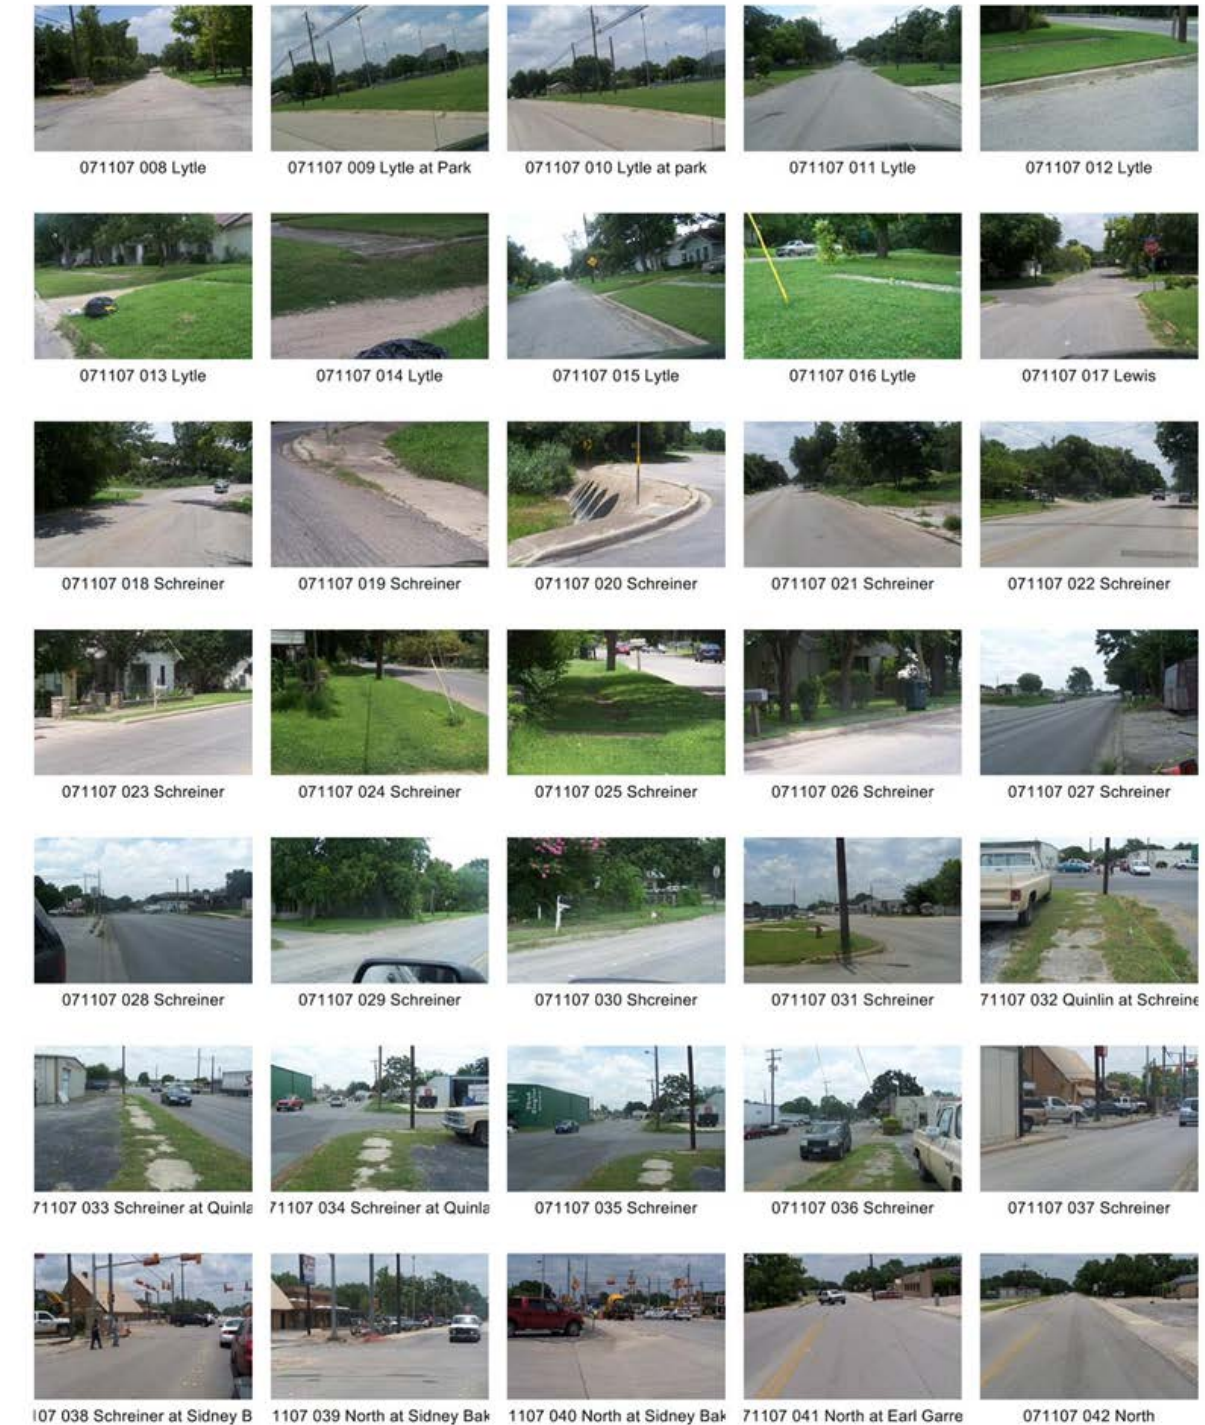 071107 008 Lytle
071107 009 Lytle at Park
071107 010 Lytle at park
071107 011 Lytle
071107 012 Lytle
071107 013 Lytle
071107 014 Lytle
071107 015 Lytle
071107 016 Lytle
071107 017 Lewis
071107 018 Schreiner
071107 019 Schreiner
071107 020 Schreiner
071107 021 Schreiner
071107 022 Schreiner
071107 023 Schreiner
071107 024 Schreiner
071107 025 Schreiner
071107 026 Schreiner
071107 027 Schreiner
071107 028 Schreiner
071107 029 Schreiner
071107 030 Shcreiner
071107 031 Schreiner
71107 032 Quinlin at Schreine
71107 033 Schreiner at Quinla
71107 034 Schreiner at Quinla
071107 035 Schreiner
071107 036 Schreiner
071107 037 Schreiner
107 038 Schreiner at Sidney B
1107 039 North at Sidney Bak
1107 040 North at Sidney Bak
71107 041 North at Earl Garre
071107 042 North